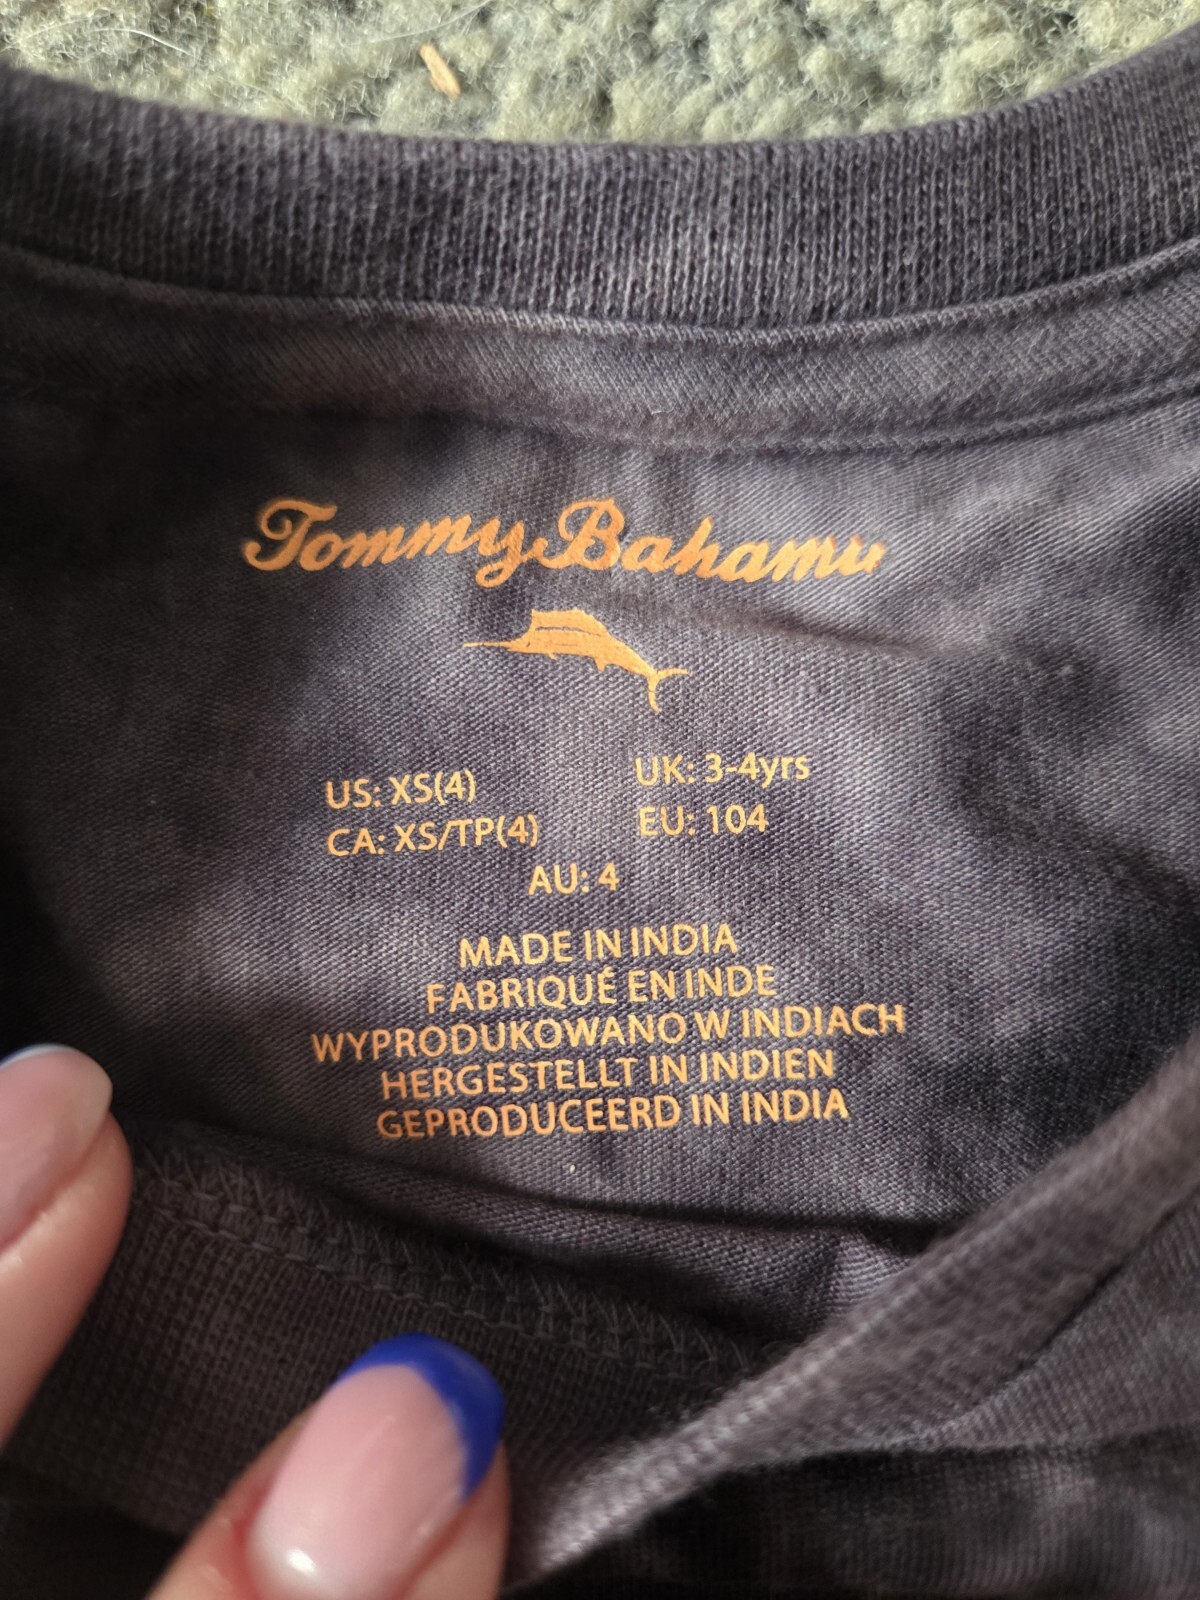 Tommy Bahama
US: XS(4)
UK: 3-4yrs
CA: XS/TP(4)
EU: 104
AU: 4
MADE IN INDIA
FABRIQUÉ EN INDE
WYPRODUKOWANO W INDIACH
HERGESTELLT IN INDIEN
GEPRODUCEERD IN INDIA